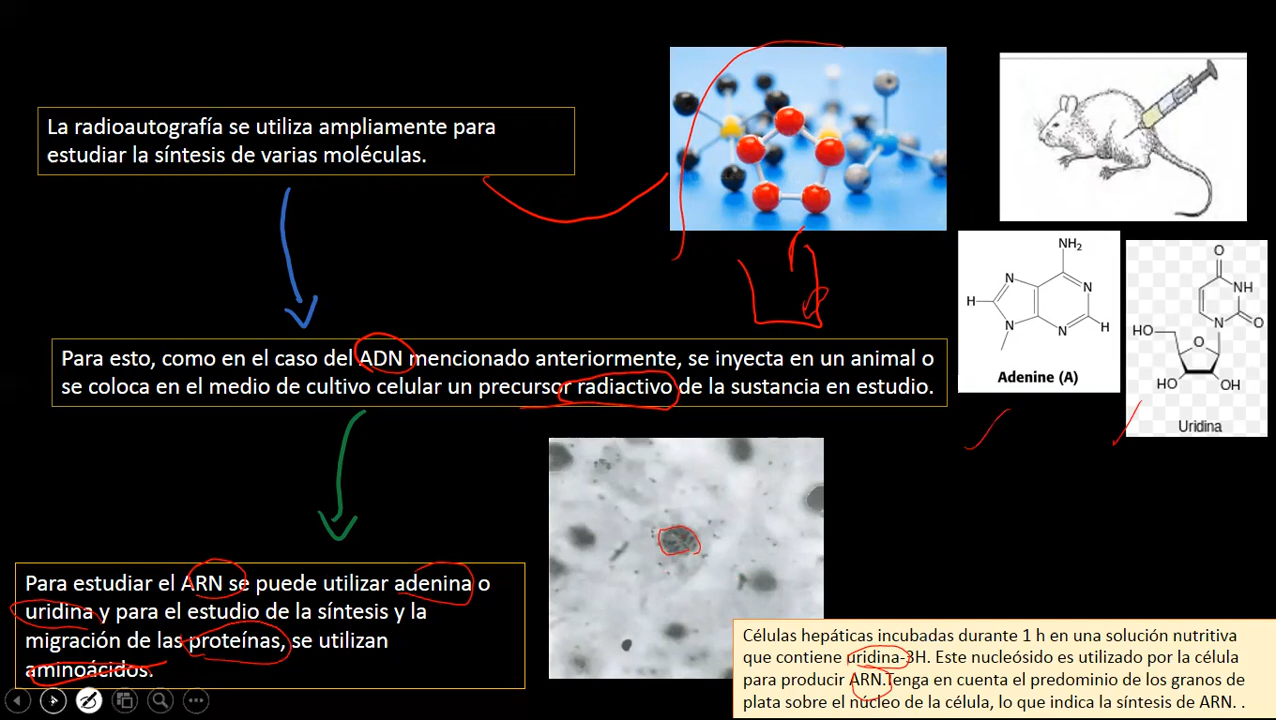 La radioautografía se utiliza ampliamente para
estudiar la síntesis de varias moléculas.
Para esto, como en el caso del ADN mencionado anteriormente, se inyecta en un animal o
se coloca en el medio de cultivo celular un precursor radiactivo de la sustancia en estudio.
NH₂
N
N
H
N
N
H
Adenine (A)
O
NH
N
O
HO
O
HO
OH
Uridina
Para estudiar el ARN se puede utilizar adenina o
uridina y para el estudio de la síntesis y la
migración de las proteínas, se utilizan
aminoácidos.
Células hepáticas incubadas durante 1 h en una solución nutritiva
que contiene uridina-3H. Este nucleósido es utilizado por la célula
para producir ARN.Tenga en cuenta el predominio de los granos de
plata sobre el núcleo de la célula, lo que indica la síntesis de ARN. .